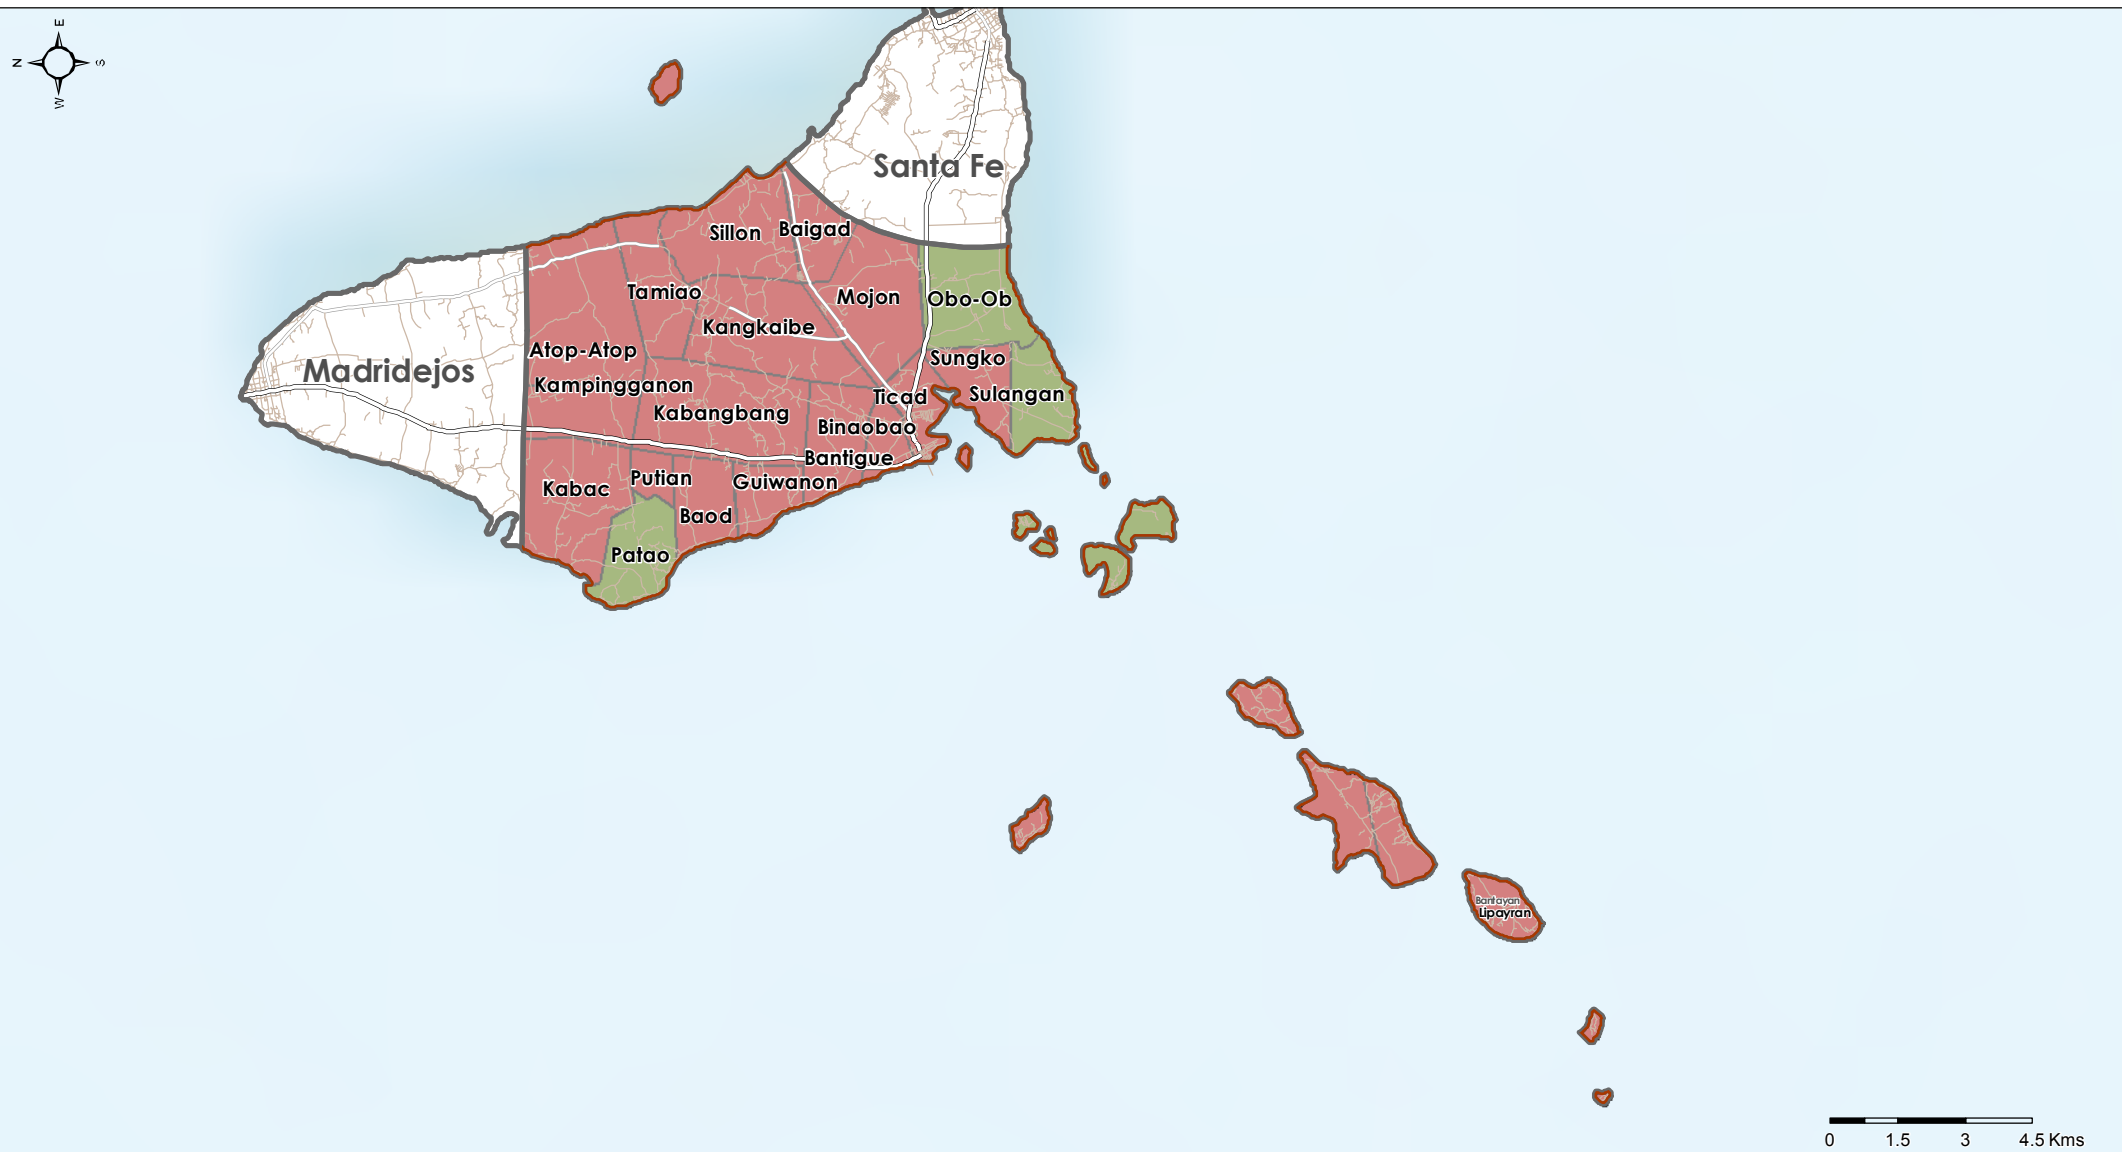 E
N
S
W
Santa Fe
Sillon
Baigad
Tamiao
Mojon
Obo-Ob
Kangkaibe
Atop-Atop
Sungko
Madridejos
Kampingganon
Sulangan
Ticad
Kabangbang
Binaobao
Bantigue
Putian
Guiwanon
Kabac
Baod
Patao
Bantayan
Lipayran
0 1.5 3 4.5 Kms